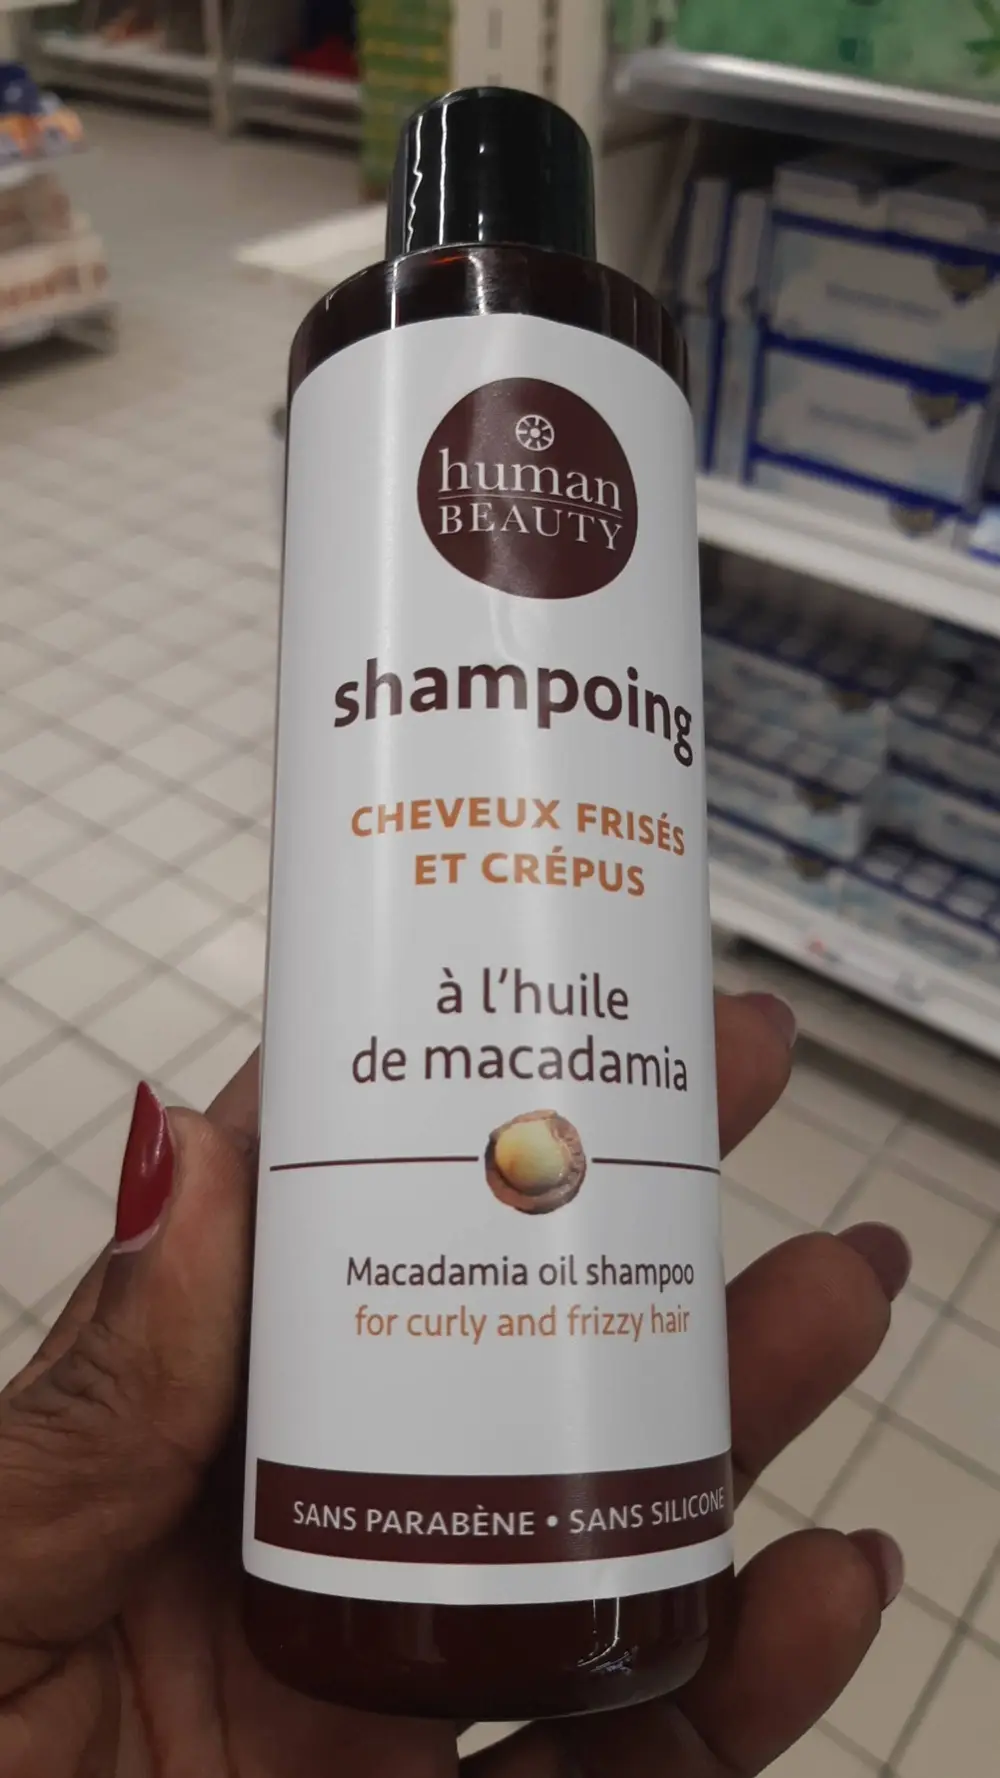 human
BEAUTY
shampoing
CHEVEUX FRISÉS
ET CRÉPUS
à l'huile
de macadamia
Macadamia oil shampoo
for curly and frizzy hair
SANS PARABÈNE • SANS SILICONE